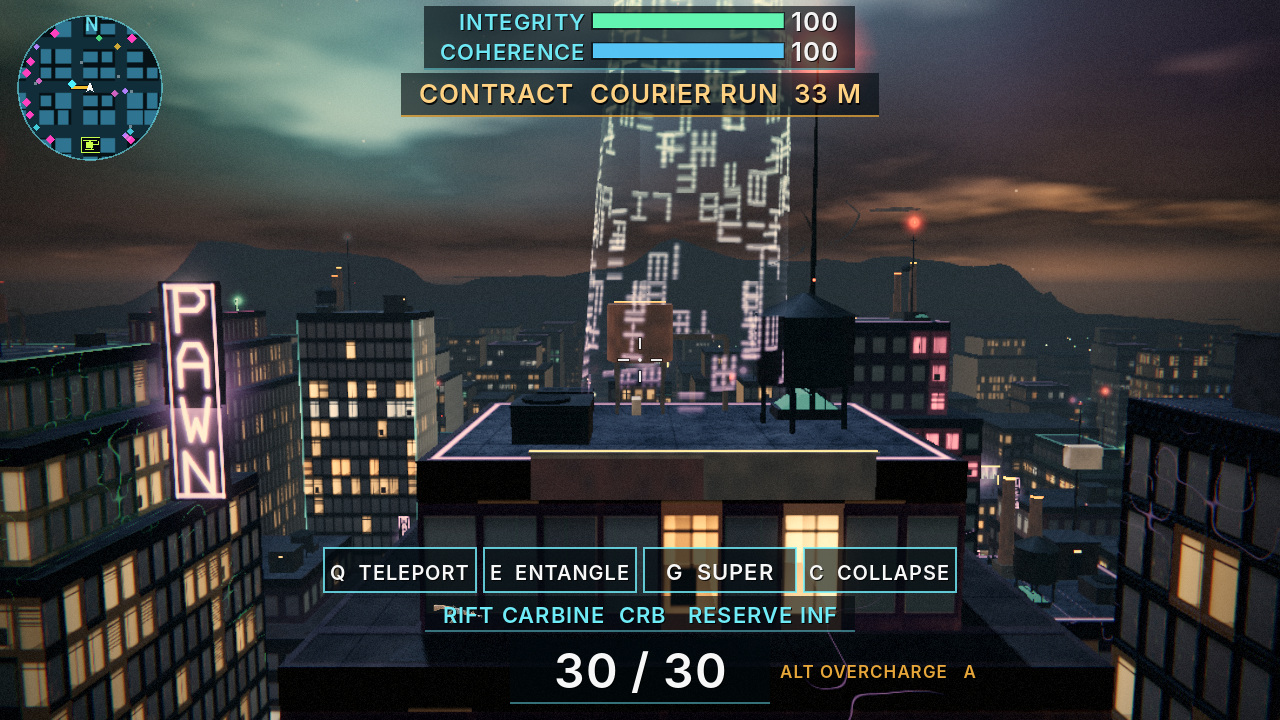 N
INTEGRITY 100
COHERENCE 100
CONTRACT COURIER RUN 33 M
PAWN
Q TELEPORT
E ENTANGLE
G SUPER
C COLLAPSE
RIFT CARBINE CRB RESERVE INF
30 / 30
ALT OVERCHARGE A